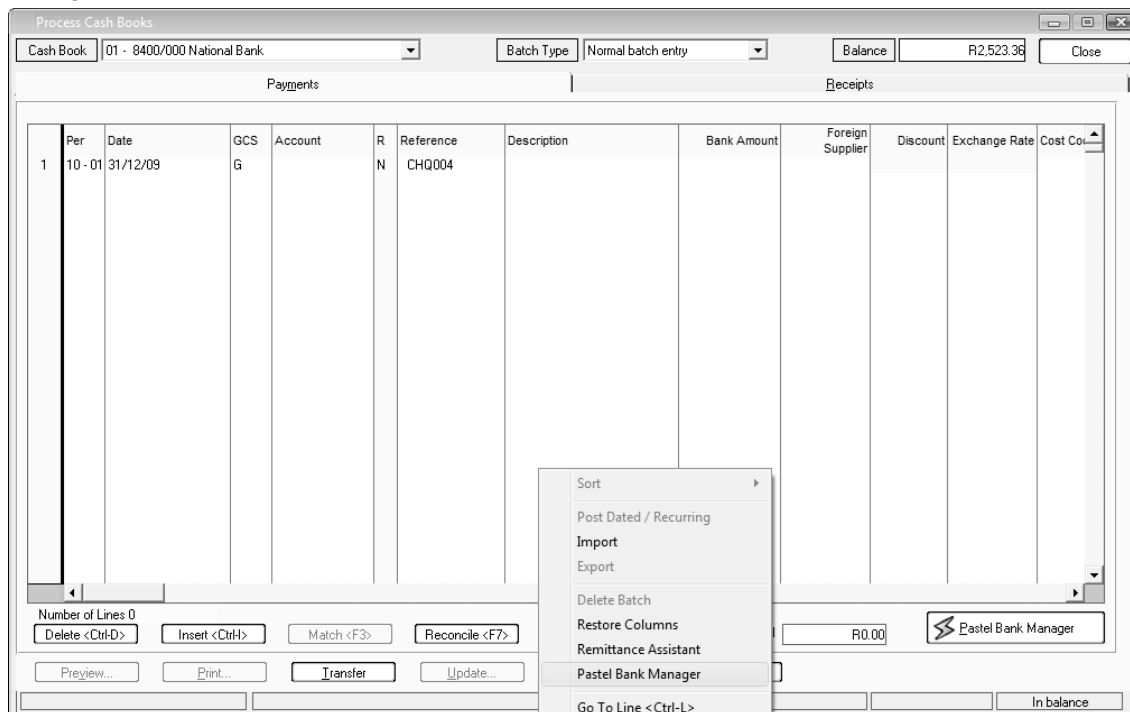 Process Cash Books
Cash Book 01 - 8400/000 National Bank Batch Type Normal batch entry Balance R2,523.36 Close
Payments Receipts
Per Date GCS Account R Reference Description Bank Amount Foreign Supplier Discount Exchange Rate Cost Co
1 10 - 01 31/12/09 G N CHQ004
Sort
Post Dated / Recurring
Import
Export
Delete Batch
Restore Columns
Remittance Assistant
Pastel Bank Manager
Go To Line <Ctrl-L>
Number of Lines 0
Delete <Ctrl-D> Insert <Ctrl-I> Match <F3> Reconcile <F7> R0.00 Pastel Bank Manager
Preview... Print... Transfer Update...
In balance